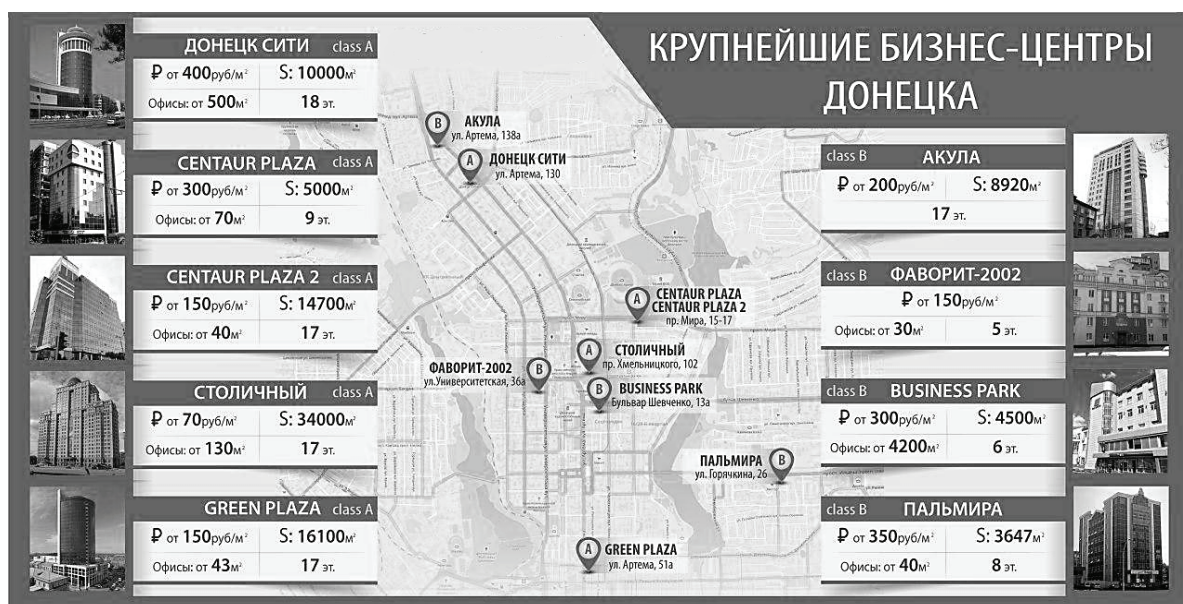 КРУПНЕЙШИЕ БИЗНЕС-ЦЕНТРЫ
ДОНЕЦКА
ДОНЕЦК СИТИ class A
₽ от 400руб/м² S: 10000м²
Офисы: от 500м² 18 эт.
CENTAUR PLAZA class A
₽ от 300руб/м² S: 5000м²
Офисы: от 70м² 9 эт.
CENTAUR PLAZA 2 class A
₽ от 150руб/м² S: 14700м²
Офисы: от 40м² 17 эт.
СТОЛИЧНЫЙ class A
₽ от 70руб/м² S: 34000м²
Офисы: от 130м² 17 эт.
GREEN PLAZA class A
₽ от 150руб/м² S: 16100м²
Офисы: от 43м² 17 эт.
B АКУЛА
ул. Артема, 138а
A ДОНЕЦК СИТИ
ул. Артема, 130
A CENTAUR PLAZA
CENTAUR PLAZA 2
пр. Мира, 15-17
A СТОЛИЧНЫЙ
пр. Хмельницкого, 102
ФАВОРИТ-2002 B
ул.Университетская, 36а
B BUSINESS PARK
Бульвар Шевченко, 13а
ПАЛЬМИРА B
ул. Горячкина, 26
A GREEN PLAZA
ул. Артема, 51а
class B АКУЛА
₽ от 200руб/м² S: 8920м²
17 эт.
class B ФАВОРИТ-2002
₽ от 150руб/м²
Офисы: от 30м² 5 эт.
class B BUSINESS PARK
₽ от 300руб/м² S: 4500м²
Офисы: от 4200м² 6 эт.
class B ПАЛЬМИРА
₽ от 350руб/м² S: 3647м²
Офисы: от 40м² 8 эт.